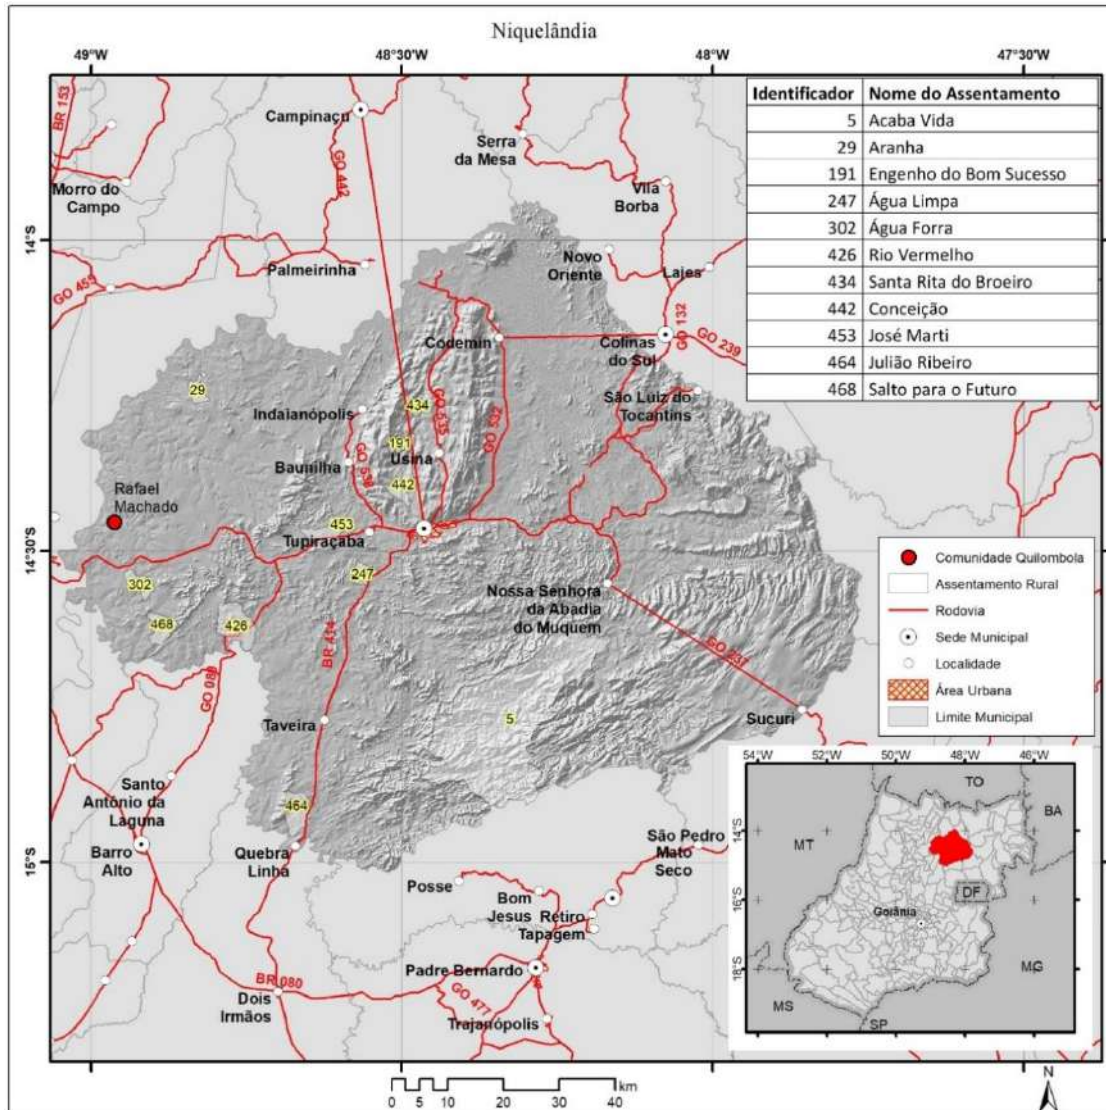 Niquelândia
49°W
48°30'W
48°W
47°30'W
Identificador Nome do Assentamento
5 Acaba Vida
29 Aranha
191 Engenho do Bom Sucesso
247 Água Limpa
302 Água Forra
426 Rio Vermelho
434 Santa Rita do Broeiro
442 Conceição
453 José Marti
464 Julião Ribeiro
468 Salto para o Futuro
BR 153
Campinaçu
Serra
da Mesa
GO 442
Morro do
Campo
Vila
Borba
14°S
Novo
Oriente
Palmeirinha
Lajes
GO 455
GO 132
GO 239
Codemin
Colinas
do Sul
29
434
GO 535
GO 532
São Luiz do
Tocantins
Indaianópolis
191
Usina
Baunilha
GO 538
442
Rafael
Machado
453
Tupiraçaba
14°30'S
302
247
Nossa Senhora
da Abadia
do Muquem
468
426
BR 414
GO 237
GO 080
5
Taveira
Sucuri
Comunidade Quilombola
Assentamento Rural
Rodovia
Sede Municipal
Localidade
Área Urbana
Limite Municipal
Santo
Antônio da
Laguna
464
Barro
Alto
Quebra
Linha
15°S
São Pedro
Mato
Seco
Posse
Bom
Jesus Retiro
Tapagem
Padre Bernardo
BR 080
GO 477
Dois
Irmãos
Trajanópolis
54°W
52°W
50°W
48°W
46°W
TO
BA
14°S
MT
16°S
DF
Goiânia
18°S
MG
MS
SP
km
0 5 10 20 30 40
N